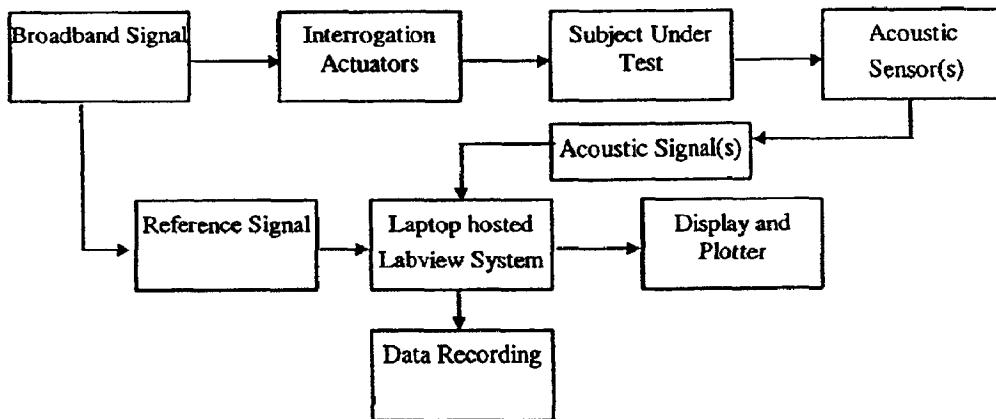 Broadband Signal
Interrogation
Actuators
Subject Under
Test
Acoustic
Sensor(s)
Acoustic Signal(s)
Reference Signal
Laptop hosted
Labview System
Display and
Plotter
Data Recording